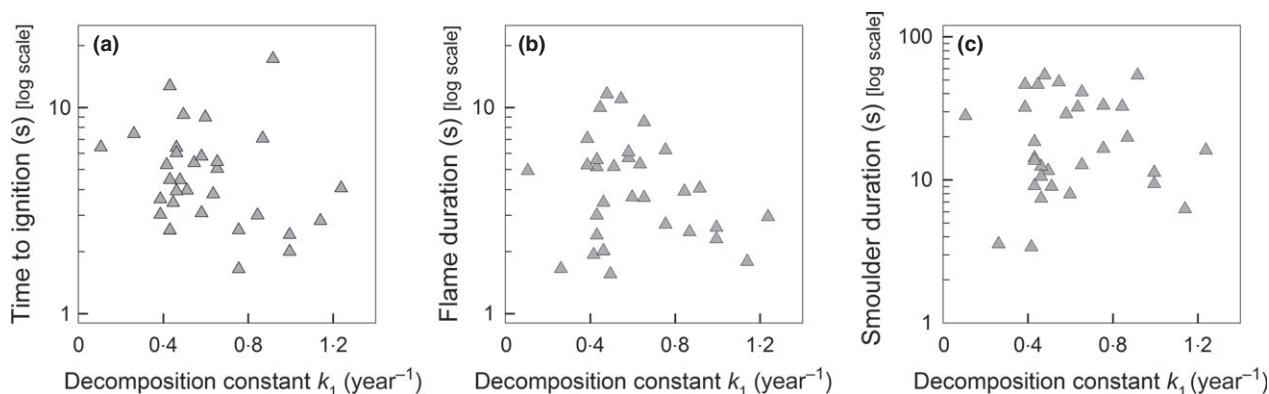 (a)
Time to ignition (s) [log scale]
10
1
0 0·4 0·8 1·2
Decomposition constant k₁ (year⁻¹)
(b)
Flame duration (s) [log scale]
10
1
0 0·4 0·8 1·2
Decomposition constant k₁ (year⁻¹)
(c)
Smoulder duration (s) [log scale]
100
10
1
0 0·4 0·8 1·2
Decomposition constant k₁ (year⁻¹)